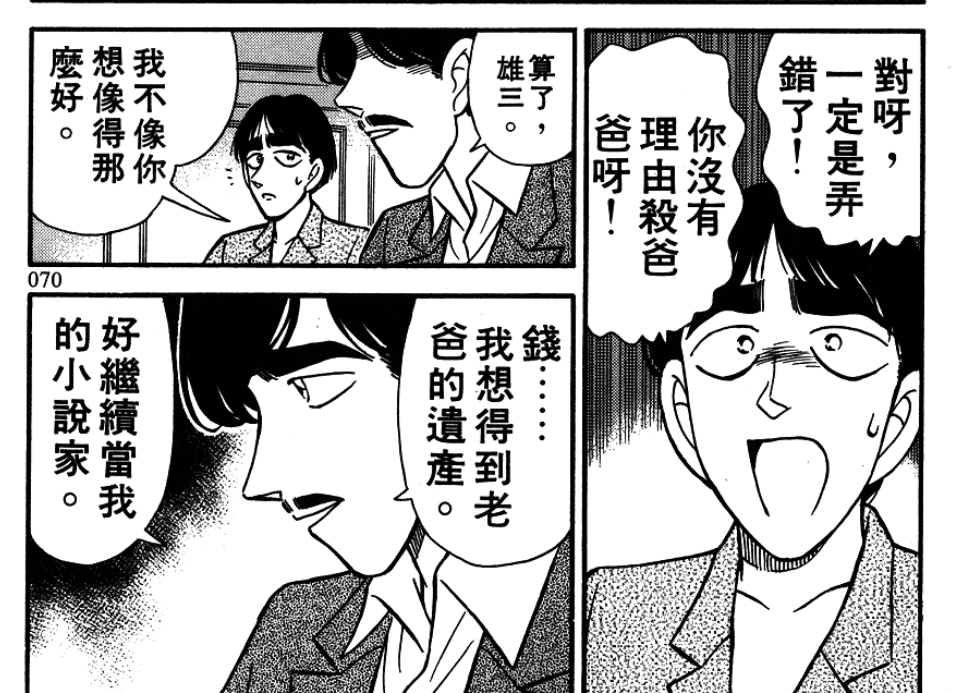 對呀，
一定是弄
錯了！
你沒有
理由殺爸
爸呀！
算了，
雄三。
我不像你
想像得那
麼好。
070
錢……
我想得到老
爸的遺產。
好繼續當我
的小說家。